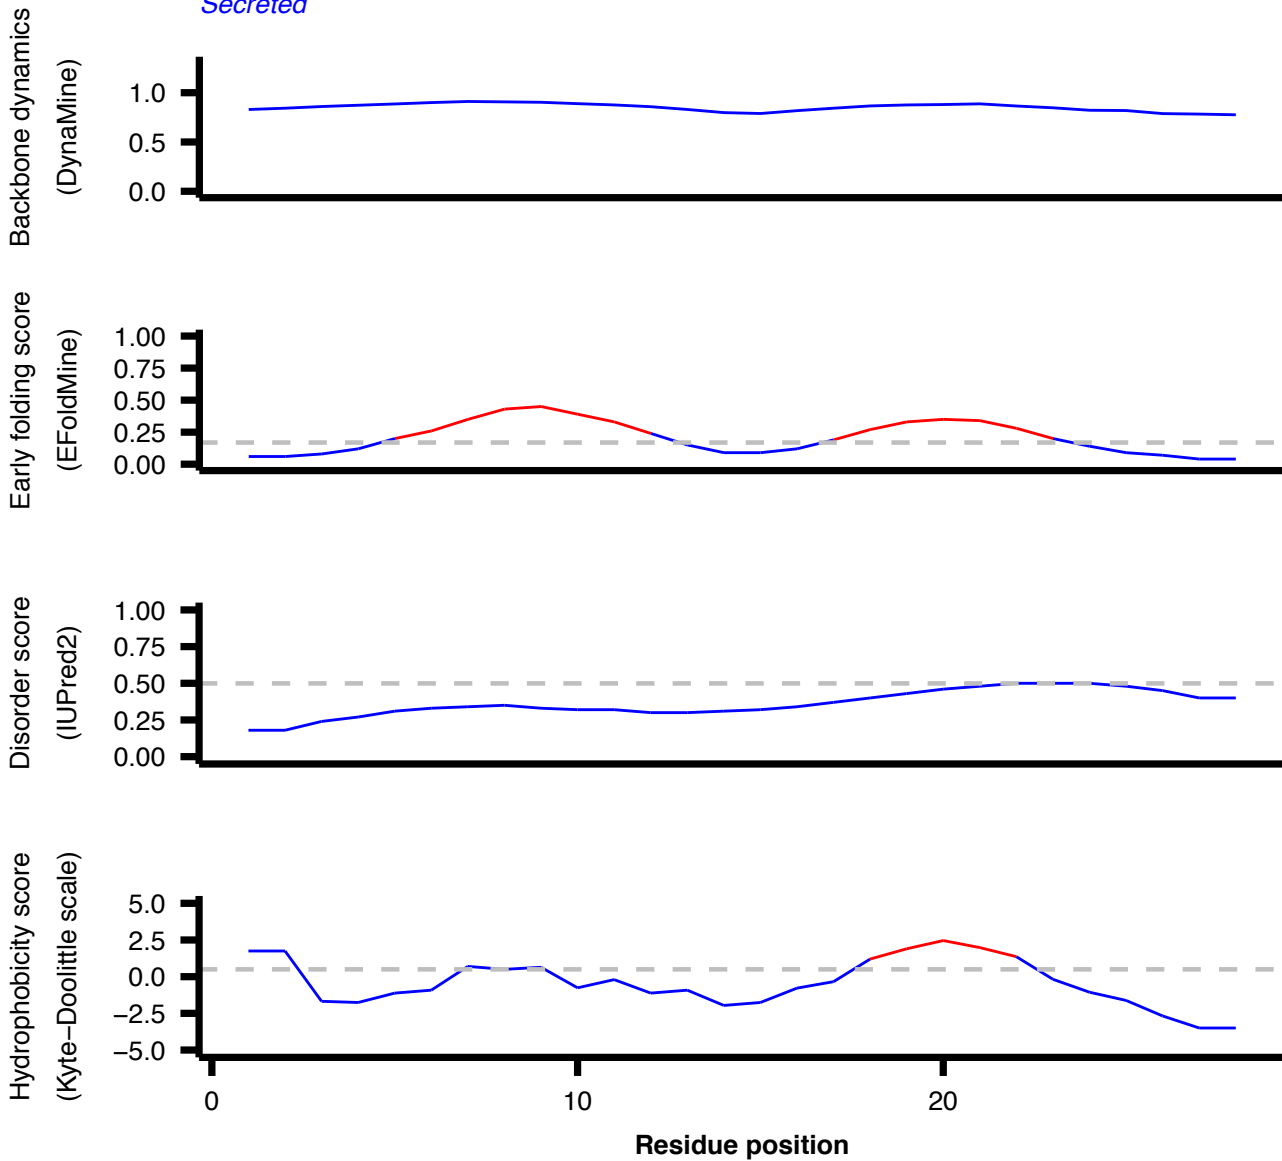 Secreted
Backbone dynamics
(DynaMine)
1.0
0.5
0.0
Early folding score
(EFoldMine)
1.00
0.75
0.50
0.25
0.00
Disorder score
(IUPred2)
1.00
0.75
0.50
0.25
0.00
Hydrophobicity score
(Kyte−Doolittle scale)
5.0
2.5
0.0
−2.5
−5.0
0 10 20
Residue position